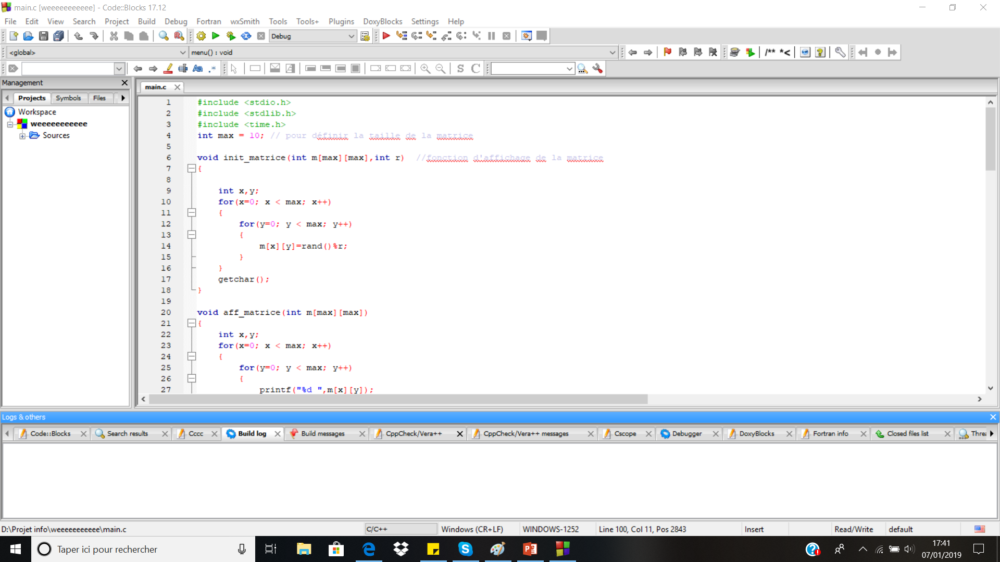 main.c [weeeeeeeeeee] - Code::Blocks 17.12
File Edit View Search Project Build Debug Fortran wxSmith Tools Tools+ Plugins DoxyBlocks Settings Help
Debug
<global> menu() : void
/** *<
S C
Management
main.c
Projects Symbols Files
Workspace
weeeeeeeeeee
Sources
1 #include <stdio.h>
2 #include <stdlib.h>
3 #include <time.h>
4 int max = 10; // pour définir la taille de la matrice
5
6 void init_matrice(int m[max][max],int r)  //fonction d'affichage de la matrice
7 {
8
9 int x,y;
10 for(x=0; x < max; x++)
11 {
12 for(y=0; y < max; y++)
13 {
14 m[x][y]=rand()%r;
15 }
16 }
17 getchar();
18 }
19
20 void aff_matrice(int m[max][max])
21 {
22 int x,y;
23 for(x=0; x < max; x++)
24 {
25 for(y=0; y < max; y++)
26 {
27 printf("%d ",m[x][y]);
Logs & others
Code::Blocks Search results Cccc Build log Build messages CppCheck/Vera++ CppCheck/Vera++ messages Cscope Debugger DoxyBlocks Fortran info Closed files list Threa
D:\Projet info\weeeeeeeeeee\main.c C/C++ Windows (CR+LF) WINDOWS-1252 Line 100, Col 11, Pos 2843 Insert Read/Write default
Taper ici pour rechercher
17:41
07/01/2019